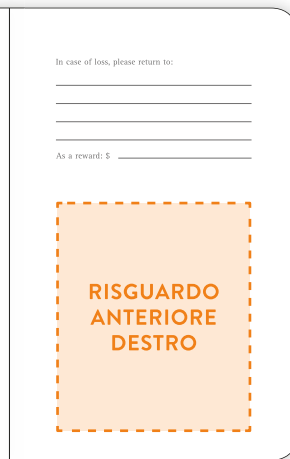 In case of loss, please return to:
As a reward: $
RISGUARDO
ANTERIORE
DESTRO